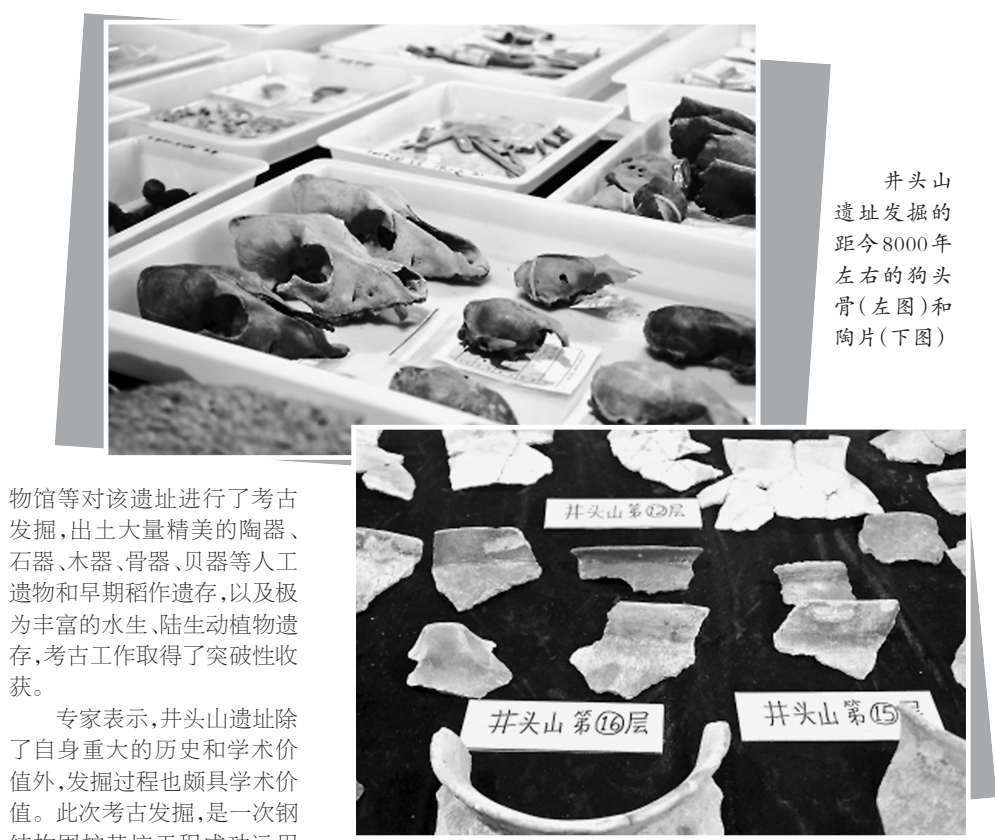 井头山
遗址发掘的
距今8000年
左右的狗头
骨(左图)和
陶片(下图)
井头山第⑫层
井头山 第⑯层
井头山 第⑮层
物馆等对该遗址进行了考古
发掘,出土大量精美的陶器、
石器、木器、骨器、贝器等人工
遗物和早期稻作遗存,以及极
为丰富的水生、陆生动植物遗
存,考古工作取得了突破性收
获。
专家表示,井头山遗址除
了自身重大的历史和学术价
值外,发掘过程也颇具学术价
值。此次考古发掘,是一次钢